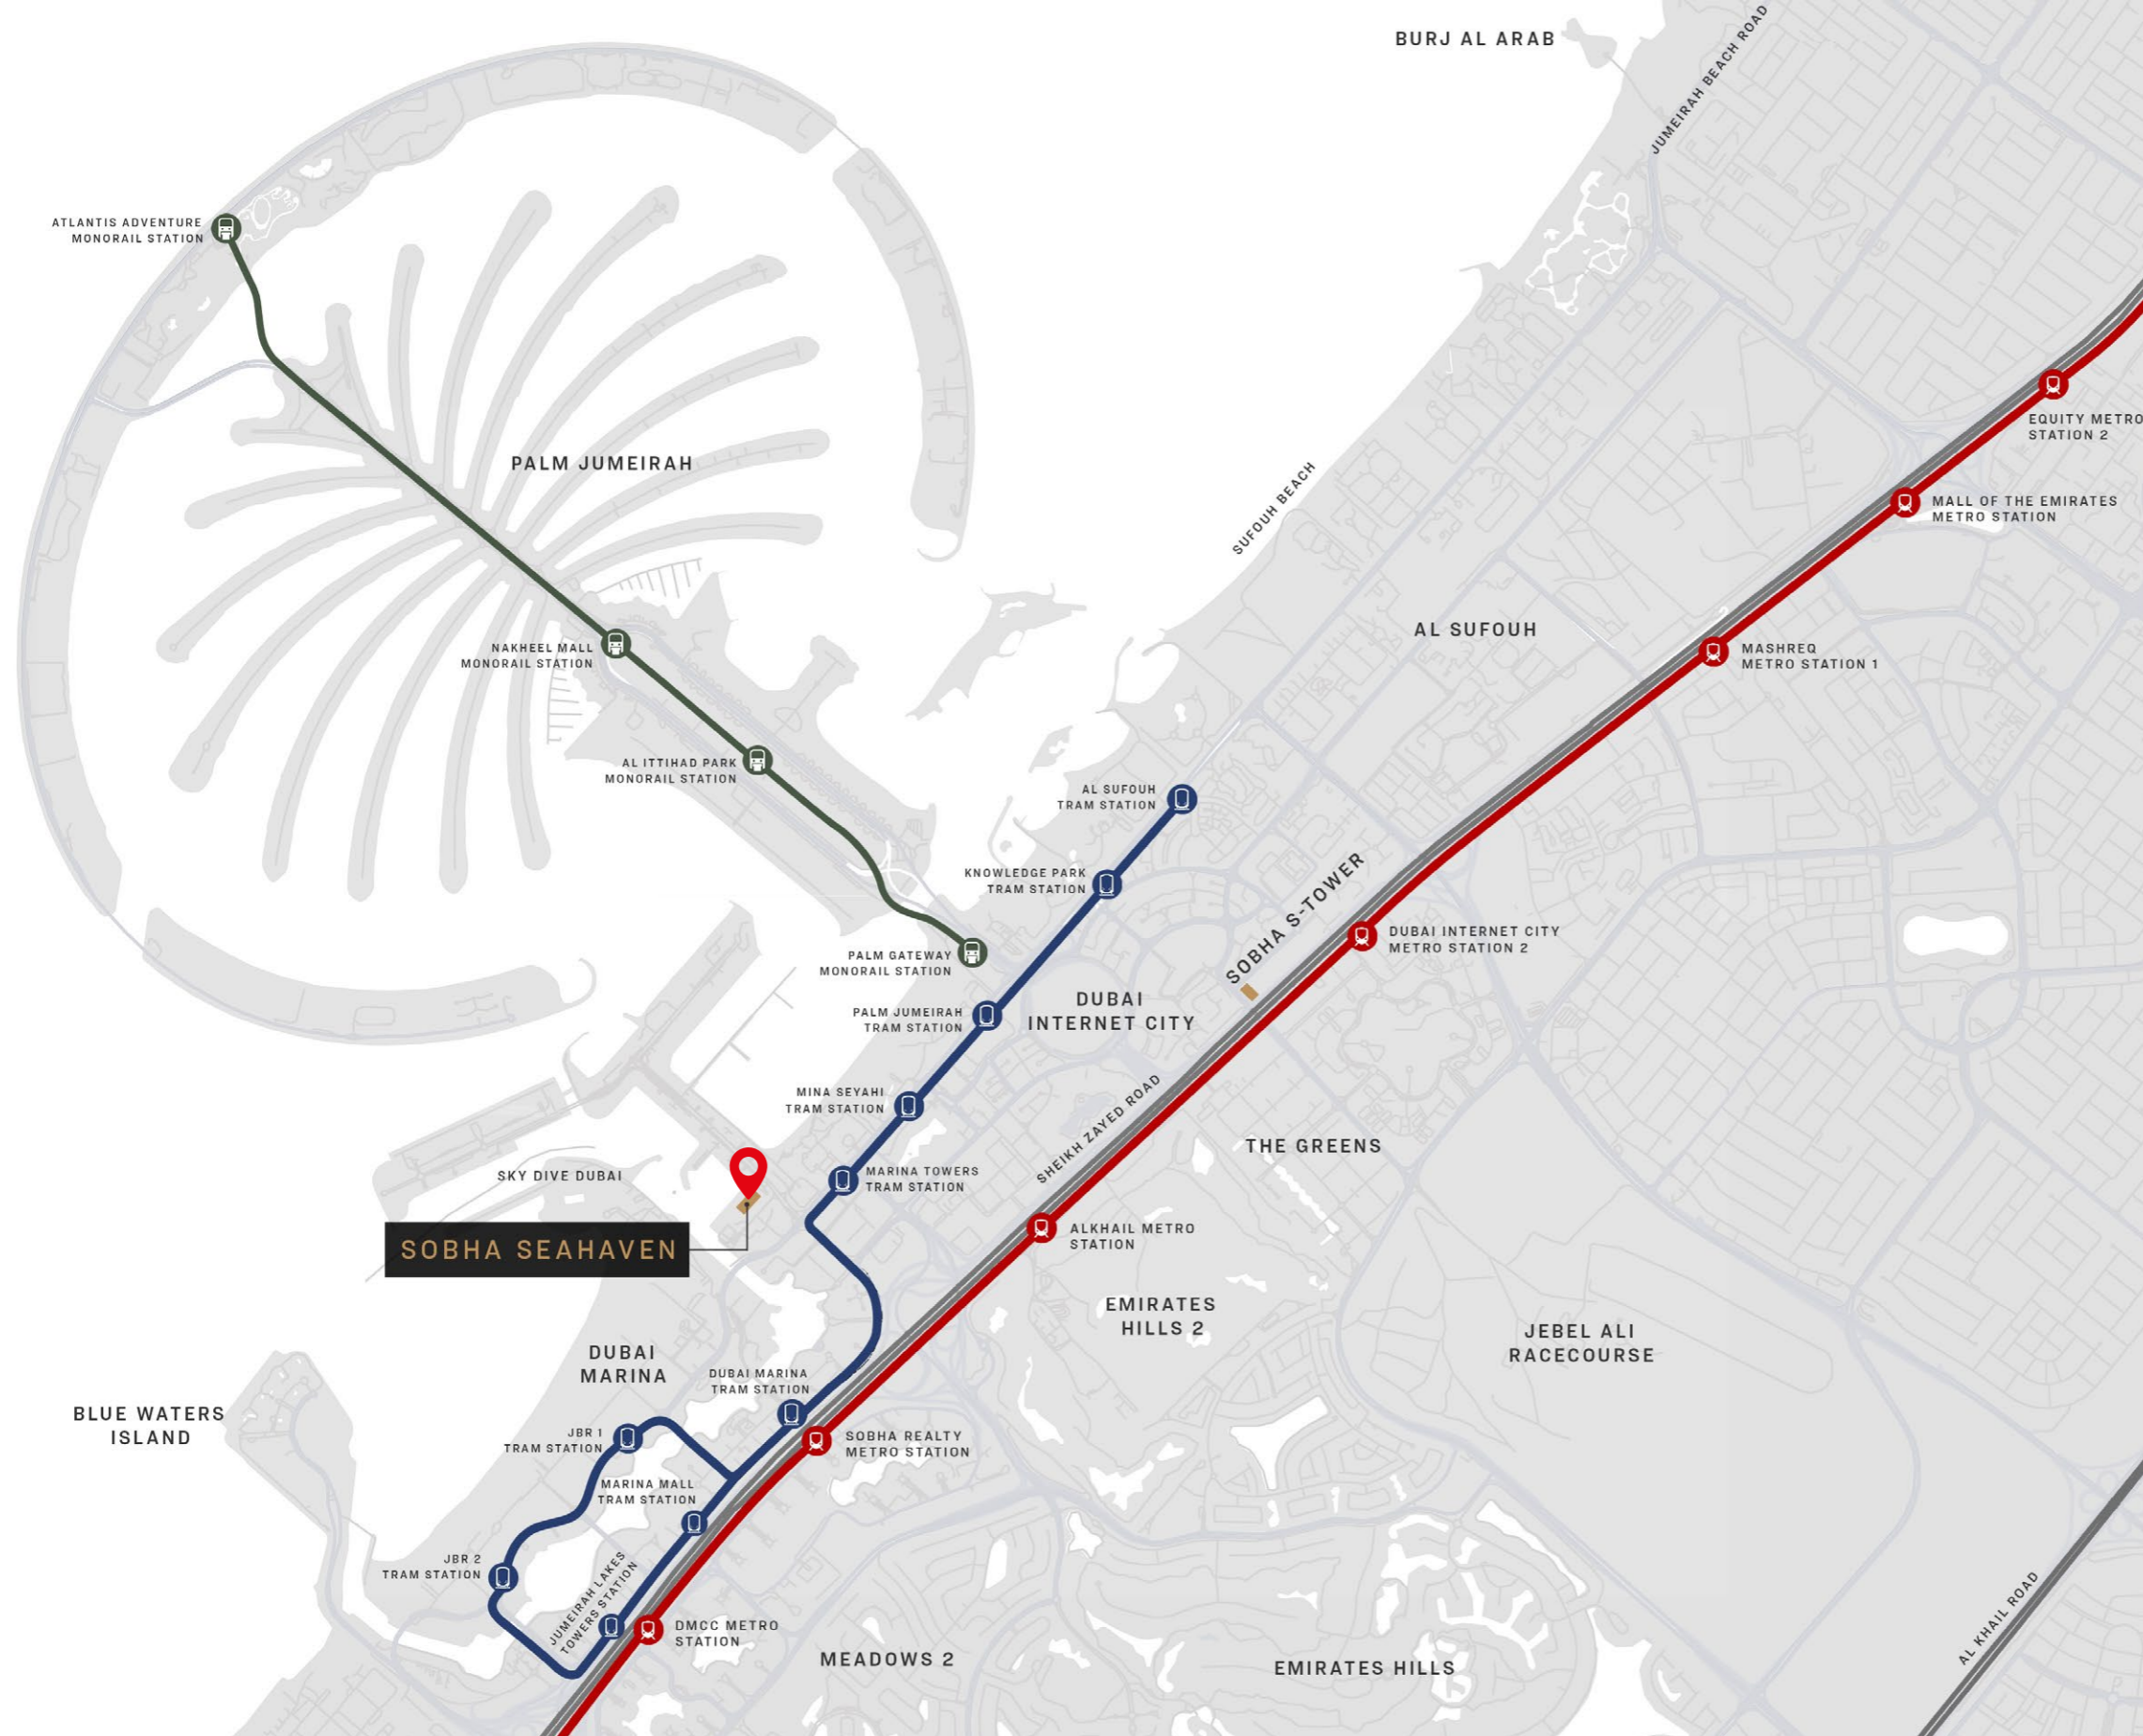 BURJ AL ARAB
JUMEIRAH BEACH ROAD
ATLANTIS ADVENTURE
MONORAIL STATION
EQUITY METRO
STATION 2
PALM JUMEIRAH
SUFOUH BEACH
MALL OF THE EMIRATES
METRO STATION
AL SUFOUH
NAKHEEL MALL
MONORAIL STATION
MASHREQ
METRO STATION 1
AL ITTIHAD PARK
MONORAIL STATION
AL SUFOUH
TRAM STATION
KNOWLEDGE PARK
TRAM STATION
SOBHA S-TOWER
DUBAI INTERNET CITY
METRO STATION 2
PALM GATEWAY
MONORAIL STATION
DUBAI
INTERNET CITY
PALM JUMEIRAH
TRAM STATION
MINA SEYAHI
TRAM STATION
SHEIKH ZAYED ROAD
THE GREENS
SKY DIVE DUBAI
MARINA TOWERS
TRAM STATION
SOBHA SEAHAVEN
ALKHAIL METRO
STATION
EMIRATES
HILLS 2
JEBEL ALI
RACECOURSE
DUBAI
MARINA
DUBAI MARINA
TRAM STATION
BLUE WATERS
ISLAND
JBR 1
TRAM STATION
SOBHA REALTY
METRO STATION
MARINA MALL
TRAM STATION
JBR 2
TRAM STATION
JUMEIRAH LAKES
TOWERS STATION
DMCC METRO
STATION
MEADOWS 2
EMIRATES HILLS
AL KHAIL ROAD